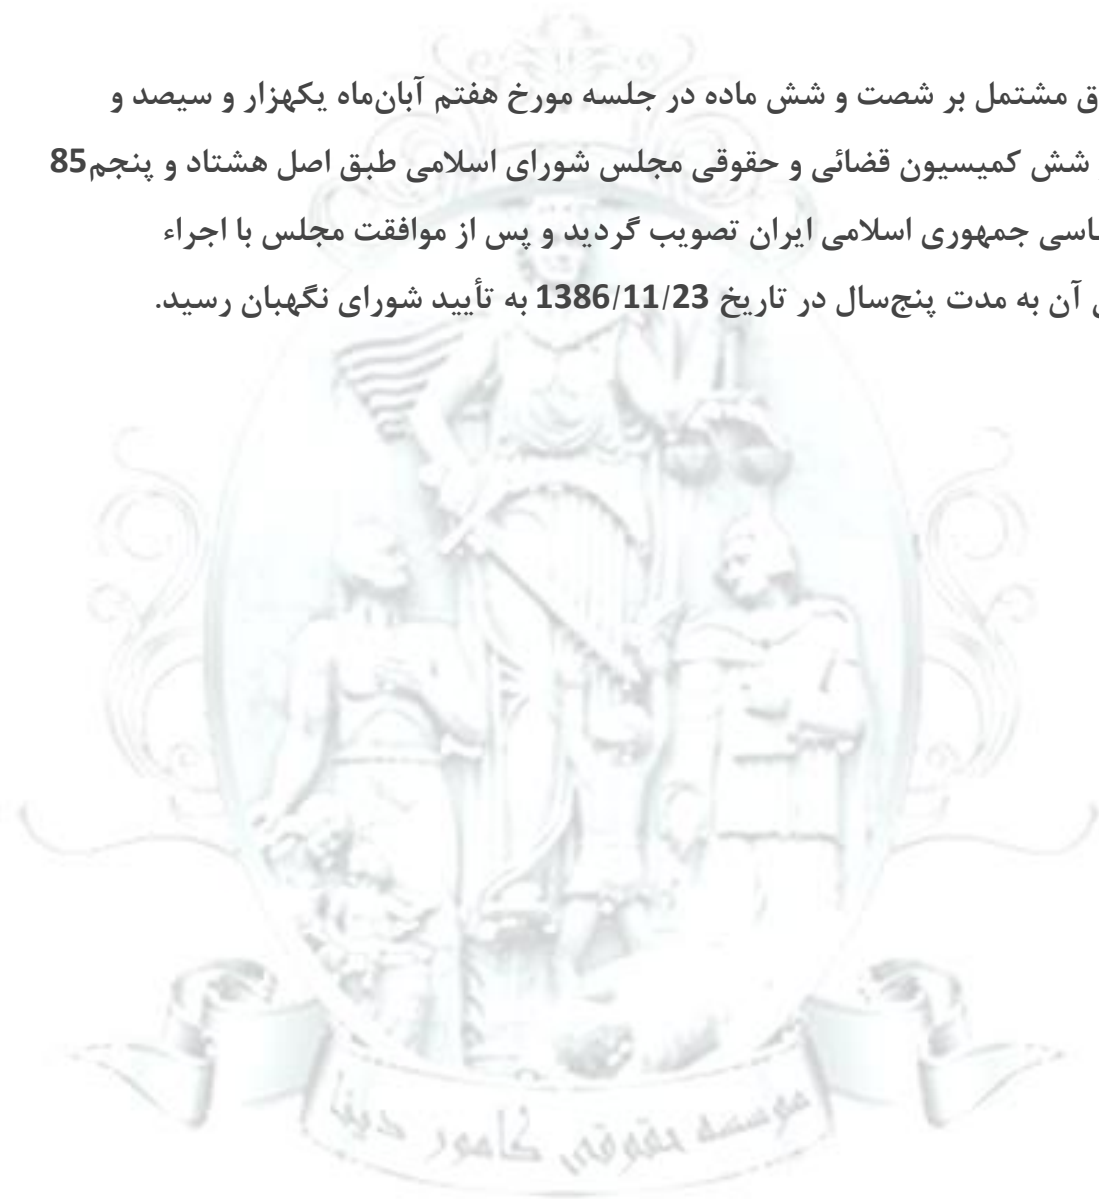 ق مشتمل بر شصت و شش ماده در جلسه مورخ هفتم آبان‌ماه یکهزار و سیصد و
شش کمیسیون قضائی و حقوقی مجلس شورای اسلامی طبق اصل هشتاد و پنجم85
اسی جمهوری اسلامی ایران تصویب گردید و پس از موافقت مجلس با اجراء
آن به مدت پنج‌سال در تاریخ 1386/11/23 به تأیید شورای نگهبان رسید.
موسسه حقوقی کامور دینا